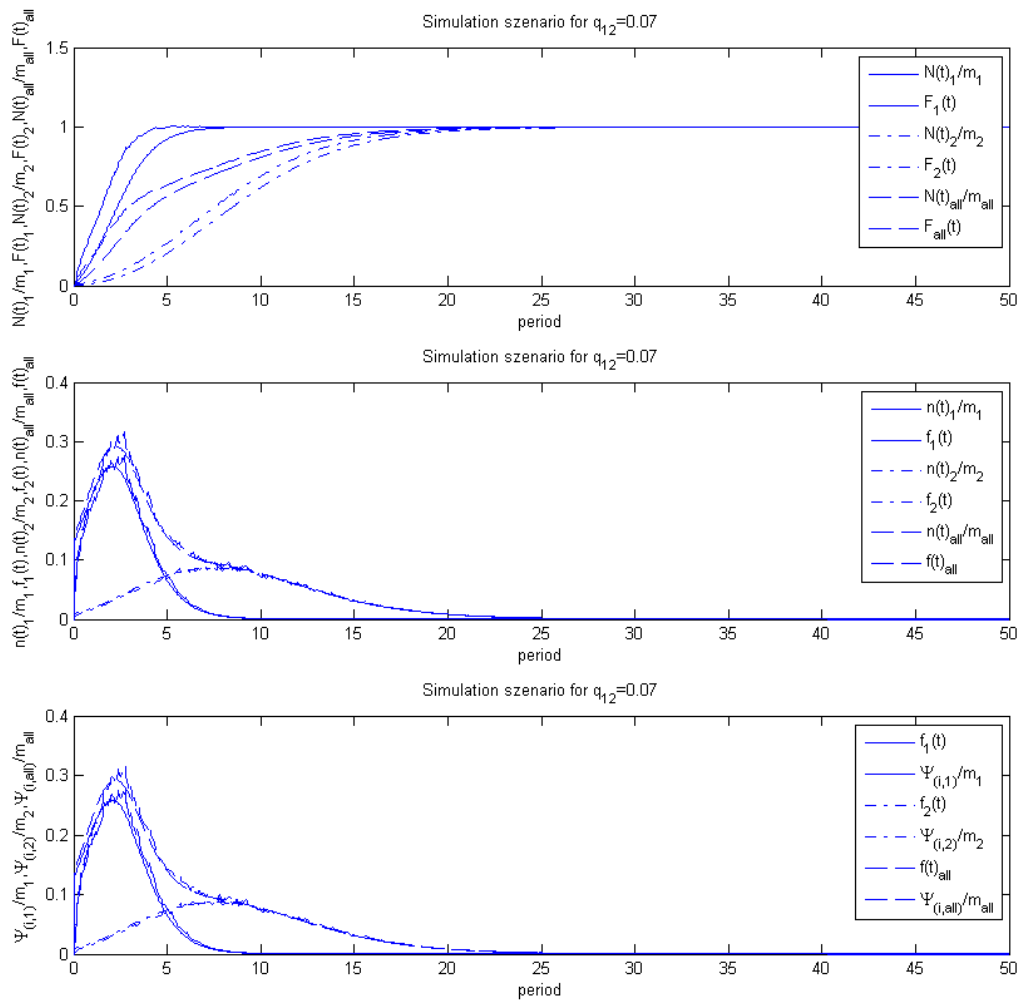 Simulation szenario for q12=0.07
N(t)1/m1,F(t)1,N(t)2/m2,F(t)2,N(t)all/mall,F(t)all
1.5
1
0.5
0
0 5 10 15 20 25 30 35 40 45 50
period
N(t)1/m1
F1(t)
N(t)2/m2
F2(t)
N(t)all/mall
Fall(t)
Simulation szenario for q12=0.07
n(t)1/m1,f1(t),n(t)2/m2,f2(t),n(t)all/mall,f(t)all
0.4
0.3
0.2
0.1
0
0 5 10 15 20 25 30 35 40 45 50
period
n(t)1/m1
f1(t)
n(t)2/m2
f2(t)
n(t)all/mall
f(t)all
Simulation szenario for q12=0.07
Ψ(i,1)/m1,Ψ(i,2)/m2,Ψ(i,all)/mall
0.4
0.3
0.2
0.1
0
0 5 10 15 20 25 30 35 40 45 50
period
f1(t)
Ψ(i,1)/m1
f2(t)
Ψ(i,2)/m2
f(t)all
Ψ(i,all)/mall